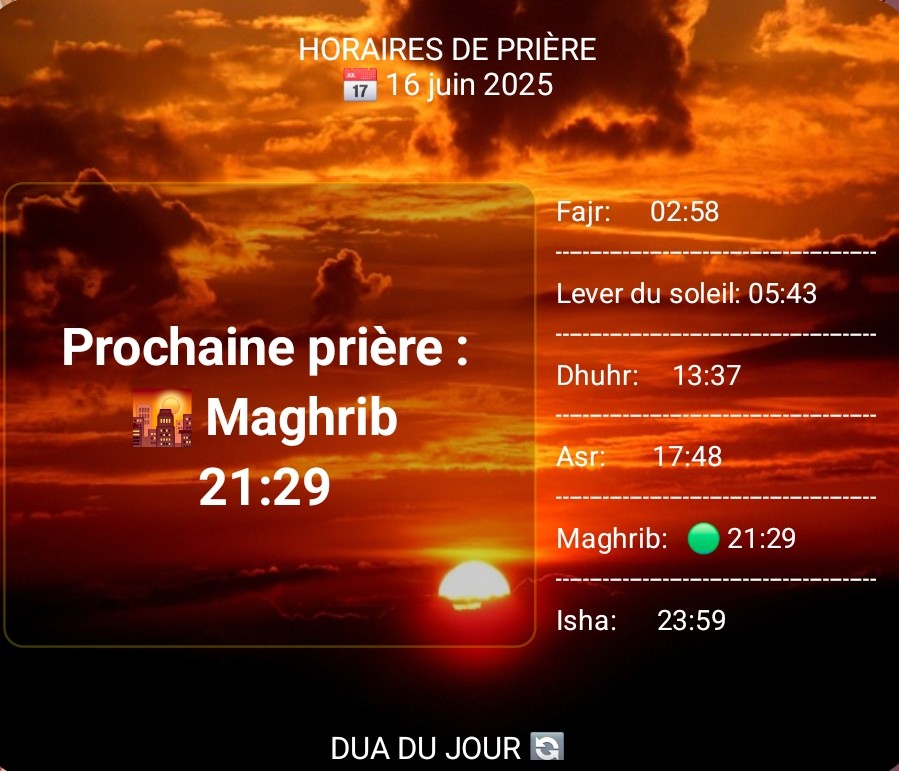 HORAIRES DE PRIÈRE
📅 16 juin 2025
Prochaine prière :
🌇 Maghrib
21:29
Fajr: 02:58
--------------------------------------------------
Lever du soleil: 05:43
--------------------------------------------------
Dhuhr: 13:37
--------------------------------------------------
Asr: 17:48
--------------------------------------------------
Maghrib: 🟢 21:29
--------------------------------------------------
Isha: 23:59
DUA DU JOUR 🔄